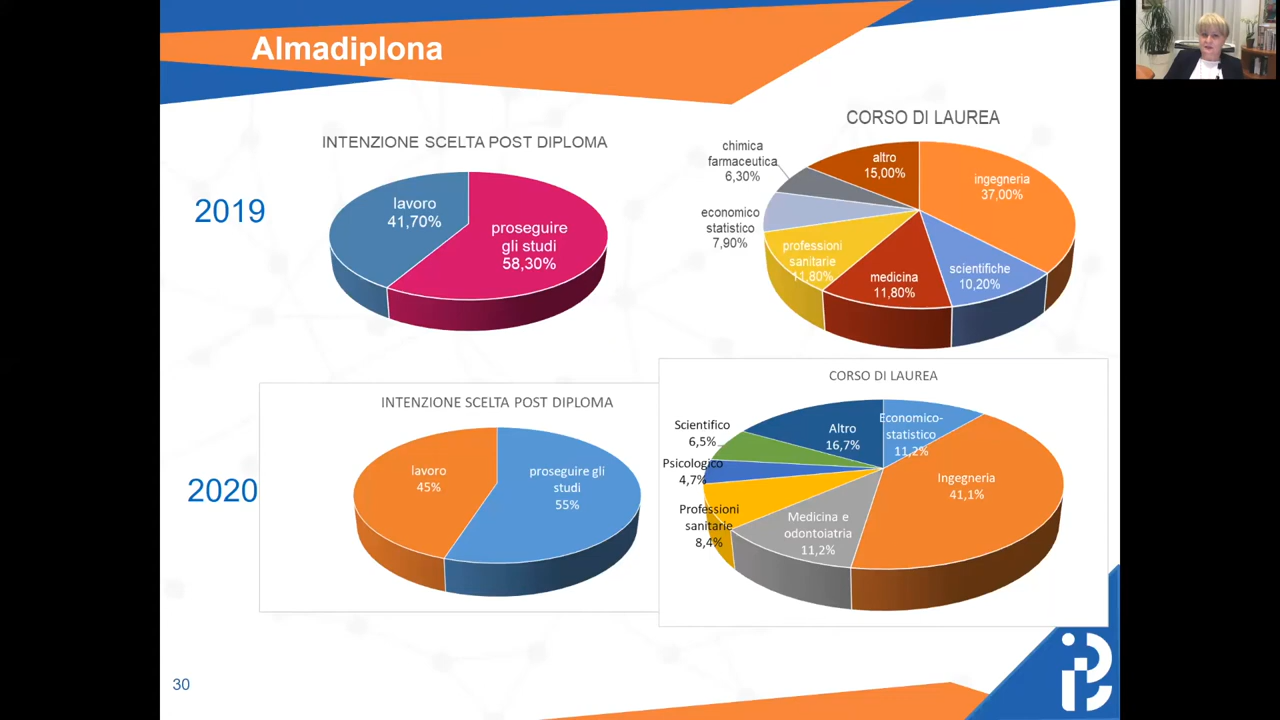 Almadiplona
INTENZIONE SCELTA POST DIPLOMA
2019
lavoro
41,70%
proseguire
gli studi
58,30%
CORSO DI LAUREA
chimica
farmaceutica
6,30%
altro
15,00%
ingegneria
37,00%
economico
statistico
7,90%
professioni
sanitarie
11,80%
medicina
11,80%
scientifiche
10,20%
INTENZIONE SCELTA POST DIPLOMA
2020
lavoro
45%
proseguire gli
studi
55%
CORSO DI LAUREA
Scientifico
6,5%
Altro
16,7%
Economico-
statistico
11,2%
Psicologico
4,7%
Ingegneria
41,1%
Professioni
sanitarie
8,4%
Medicina e
odontoiatria
11,2%
30